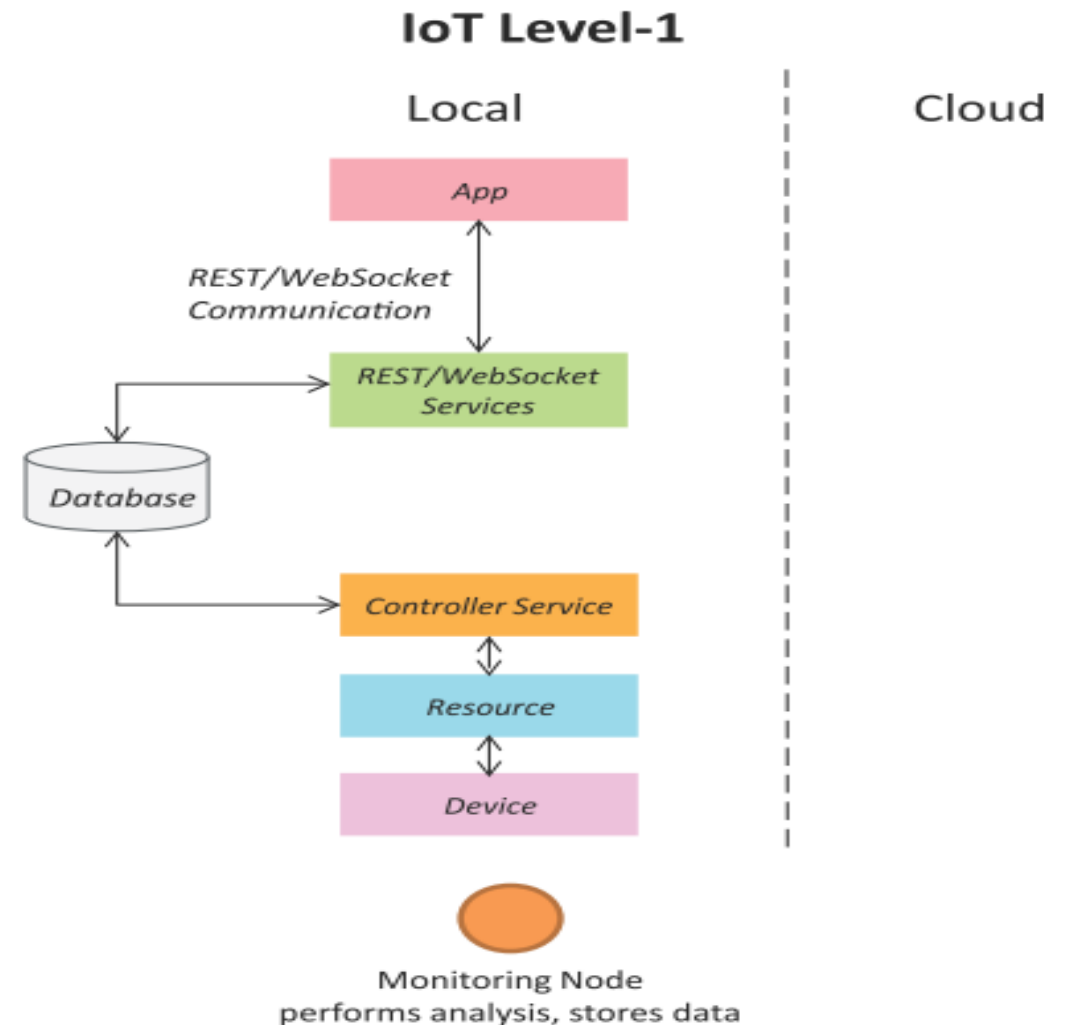 IoT Level-1
Local
Cloud
App
REST/WebSocket
Communication
REST/WebSocket
Services
Database
Controller Service
Resource
Device
Monitoring Node
performs analysis, stores data